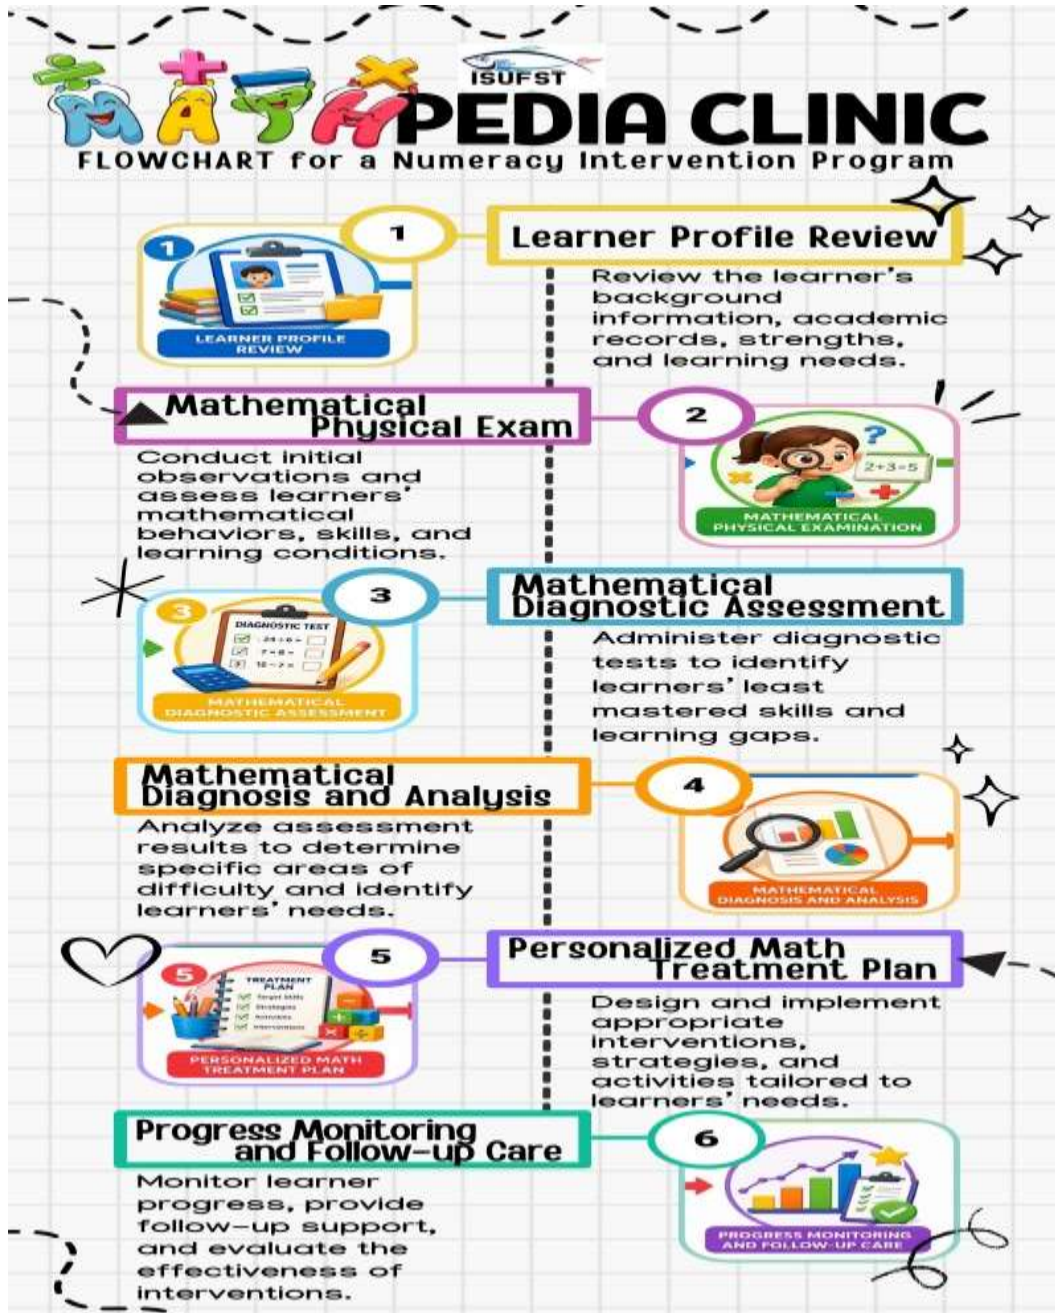 ISUFST
MATHPEDIA CLINIC
FLOWCHART for a Numeracy Intervention Program
1
LEARNER PROFILE
REVIEW
1
Learner Profile Review
Review the learner's
background
information, academic
records, strengths,
and learning needs.
Mathematical
Physical Exam
Conduct initial
observations and
assess learners'
mathematical
behaviors, skills, and
learning conditions.
2
?
2+3=5
MATHEMATICAL
PHYSICAL EXAMINATION
3
DIAGNOSTIC TEST
MATHEMATICAL
DIAGNOSTIC ASSESSMENT
3
Mathematical
Diagnostic Assessment
Administer diagnostic
tests to identify
learners' least
mastered skills and
learning gaps.
Mathematical
Diagnosis and Analysis
Analyze assessment
results to determine
specific areas of
difficulty and identify
learners' needs.
4
MATHEMATICAL
DIAGNOSIS AND ANALYSIS
5
TREATMENT
PLAN
Target Skills
Strategies
Activities
Interventions
PERSONALIZED MATH
TREATMENT PLAN
5
Personalized Math
Treatment Plan
Design and implement
appropriate
interventions,
strategies, and
activities tailored to
learners' needs.
Progress Monitoring
and Follow-up Care
Monitor learner
progress, provide
follow-up support,
and evaluate the
effectiveness of
interventions.
6
PROGRESS MONITORING
AND FOLLOW-UP CARE